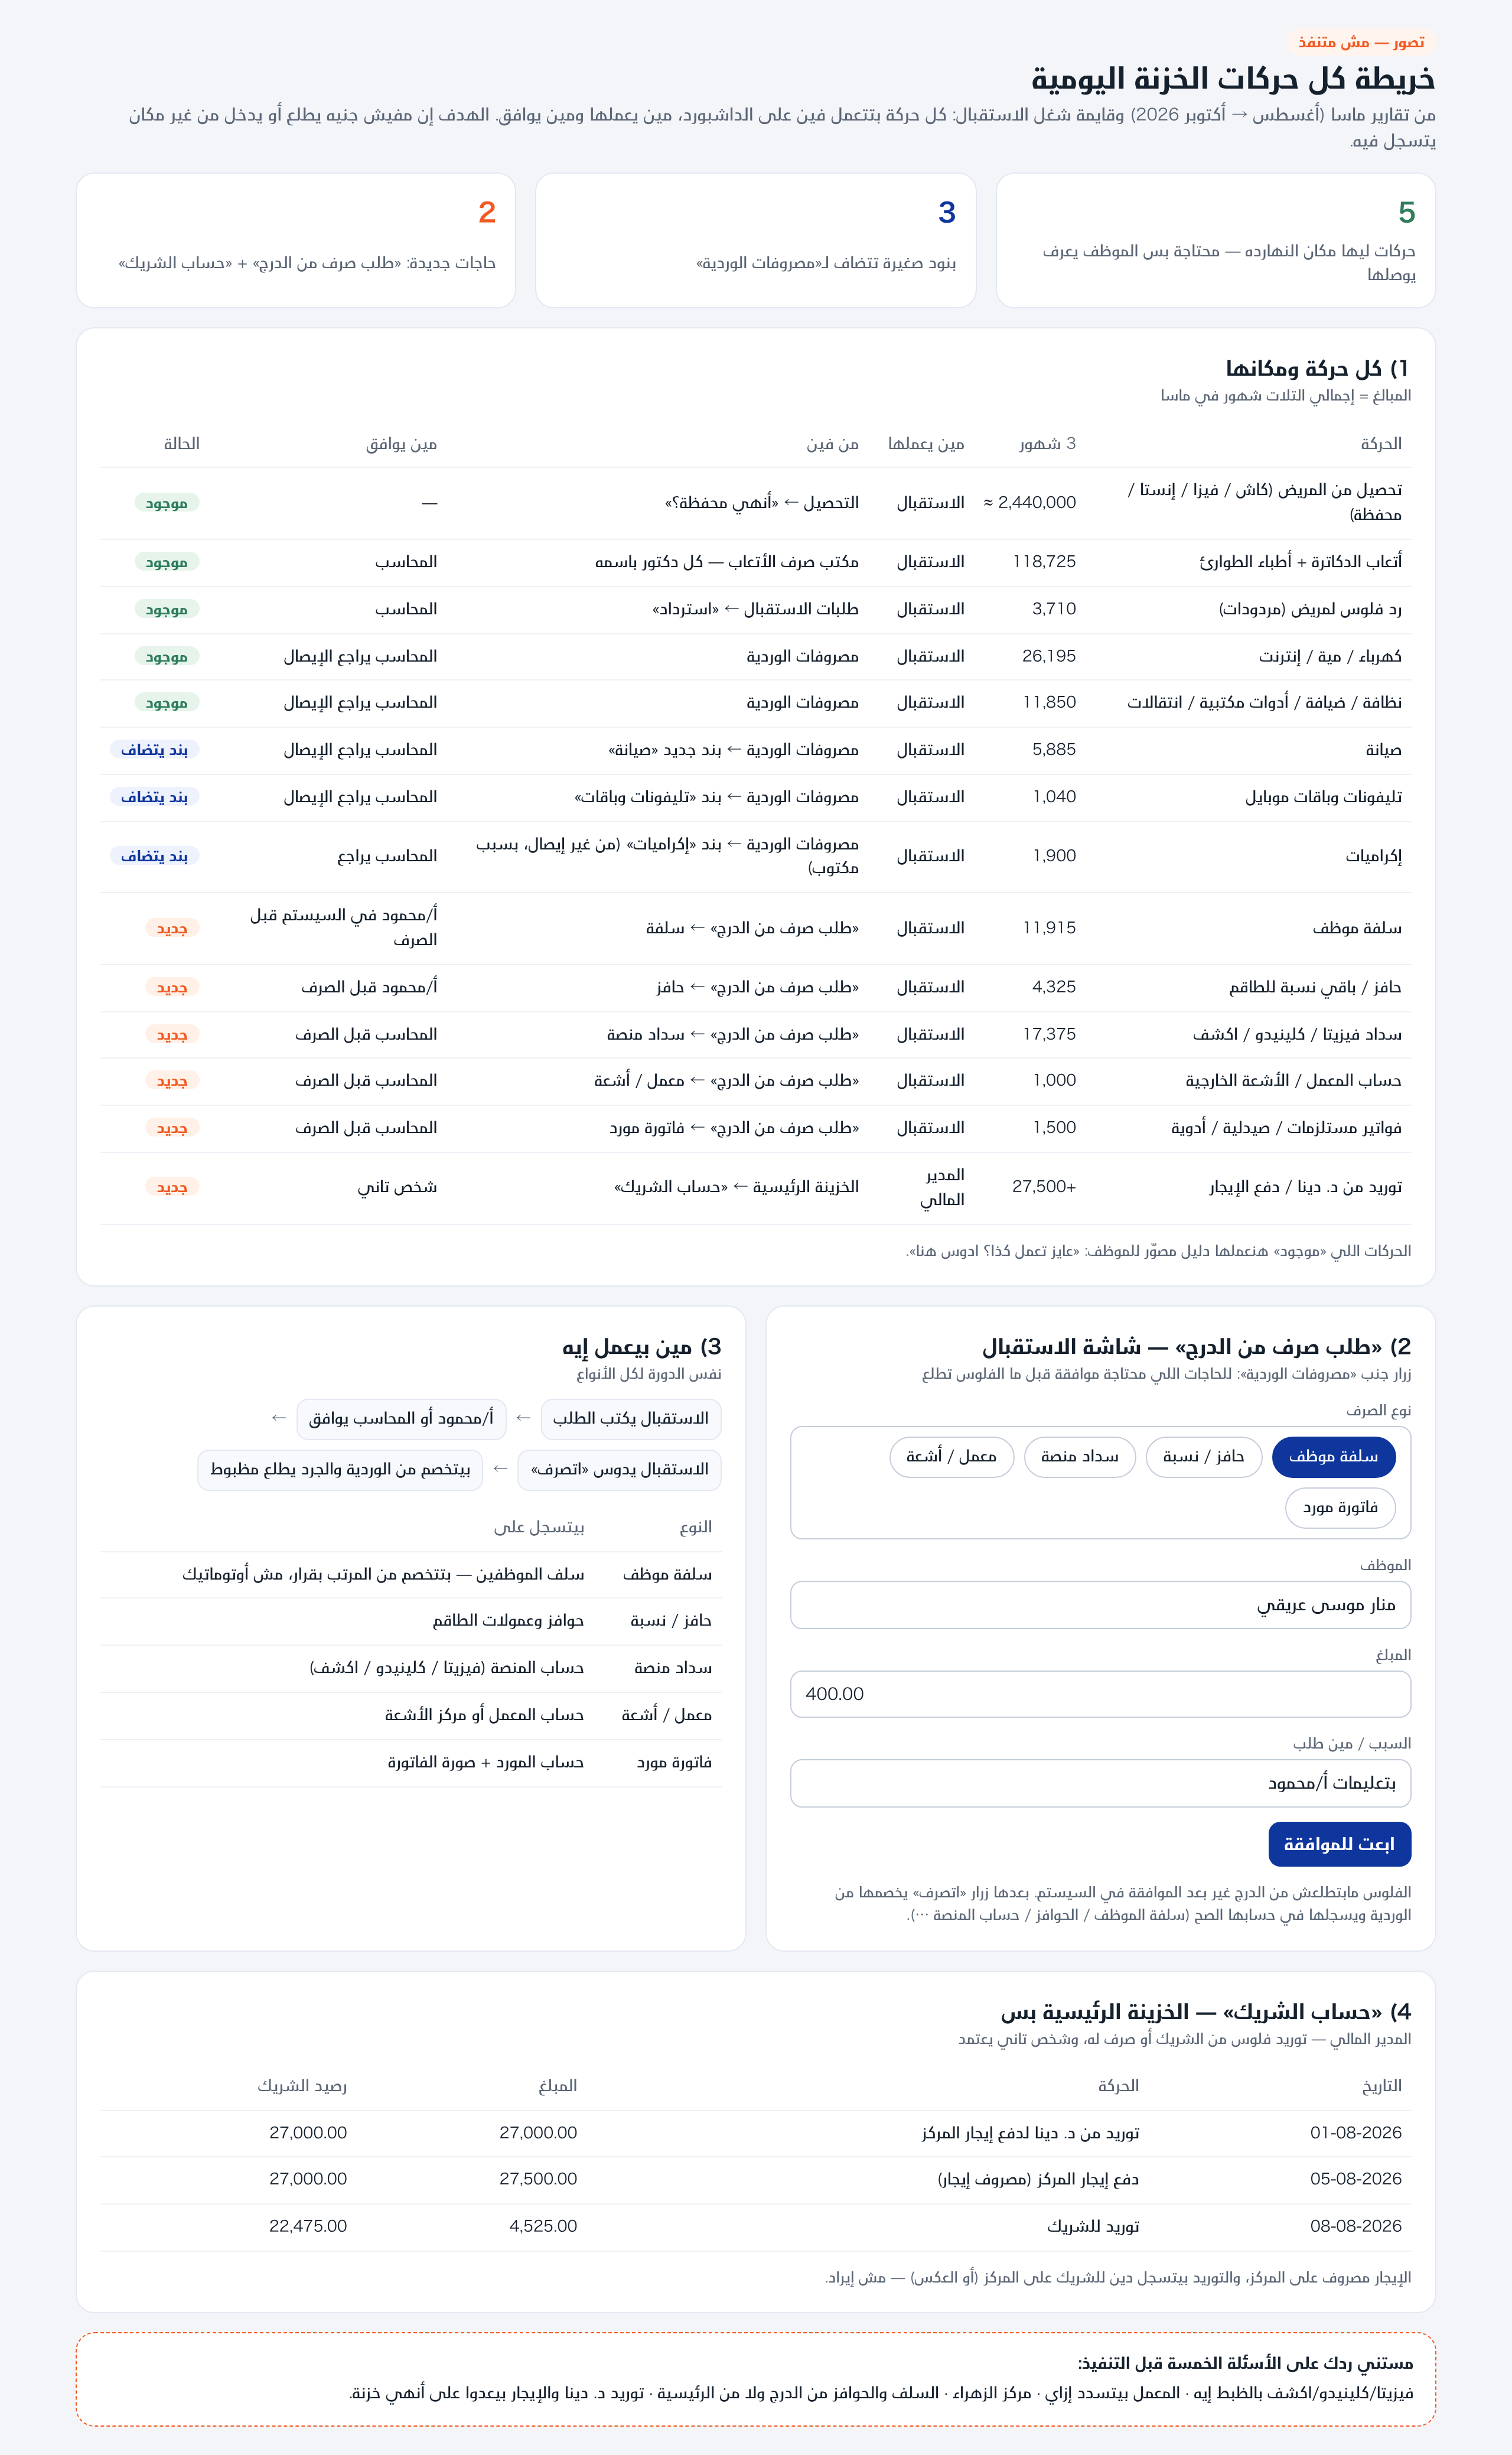 تصور — مش متنفذ
خريطة كل حركات الخزنة اليومية
من تقارير ماسا (أغسطس → أكتوبر 2026) وقايمة شغل الاستقبال: كل حركة بتتعمل فين على الداشبورد، مين يعملها ومين يوافق. الهدف إن مفيش جنيه يطلع أو يدخل من غير مكان
يتسجل فيه.
5
حركات ليها مكان النهارده — محتاجة بس الموظف يعرف
يوصلها
3
بنود صغيرة تتضاف لـ«مصروفات الوردية»
2
حاجات جديدة: «طلب صرف من الدرج» + «حساب الشريك»
1) كل حركة ومكانها
المبالغ = إجمالي التلات شهور في ماسا
الحركة 3 شهور مين يعملها من فين مين يوافق الحالة
تحصيل من المريض (كاش / فيزا / إنستا /
محفظة) ≈ 2,440,000 الاستقبال التحصيل ← «أنهي محفظة؟» — موجود
أتعاب الدكاترة + أطباء الطوارئ 118,725 الاستقبال مكتب صرف الأتعاب — كل دكتور باسمه المحاسب موجود
رد فلوس لمريض (مردودات) 3,710 الاستقبال طلبات الاستقبال ← «استرداد» المحاسب موجود
كهرباء / مية / إنترنت 26,195 الاستقبال مصروفات الوردية المحاسب يراجع الإيصال موجود
نظافة / ضيافة / أدوات مكتبية / انتقالات 11,850 الاستقبال مصروفات الوردية المحاسب يراجع الإيصال موجود
صيانة 5,885 الاستقبال مصروفات الوردية ← بند جديد «صيانة» المحاسب يراجع الإيصال بند يتضاف
تليفونات وباقات موبايل 1,040 الاستقبال مصروفات الوردية ← بند «تليفونات وباقات» المحاسب يراجع الإيصال بند يتضاف
إكراميات 1,900 الاستقبال مصروفات الوردية ← بند «إكراميات» (من غير إيصال، بسبب
مكتوب) المحاسب يراجع بند يتضاف
سلفة موظف 11,915 الاستقبال «طلب صرف من الدرج» ← سلفة أ/محمود في السيستم قبل
الصرف جديد
حافز / باقي نسبة للطاقم 4,325 الاستقبال «طلب صرف من الدرج» ← حافز أ/محمود قبل الصرف جديد
سداد فيزيتا / كلينيدو / اكشف 17,375 الاستقبال «طلب صرف من الدرج» ← سداد منصة المحاسب قبل الصرف جديد
حساب المعمل / الأشعة الخارجية 1,000 الاستقبال «طلب صرف من الدرج» ← معمل / أشعة المحاسب قبل الصرف جديد
فواتير مستلزمات / صيدلية / أدوية 1,500 الاستقبال «طلب صرف من الدرج» ← فاتورة مورد المحاسب قبل الصرف جديد
توريد من د. دينا / دفع الإيجار 27,500+ المدير
المالي الخزينة الرئيسية ← «حساب الشريك» شخص تاني جديد
الحركات اللي «موجود» هنعملها دليل مصوّر للموظف: «عايز تعمل كذا؟ ادوس هنا».
2) «طلب صرف من الدرج» — شاشة الاستقبال
زرار جنب «مصروفات الوردية»: للحاجات اللي محتاجة موافقة قبل ما الفلوس تطلع
نوع الصرف
سلفة موظف حافز / نسبة سداد منصة معمل / أشعة
فاتورة مورد
الموظف
منار موسى عريقي
المبلغ
400.00
السبب / مين طلب
بتعليمات أ/محمود
ابعت للموافقة
الفلوس مابتطلعش من الدرج غير بعد الموافقة في السيستم. بعدها زرار «اتصرف» يخصمها من
الوردية ويسجلها في حسابها الصح (سلفة الموظف / الحوافز / حساب المنصة …).
3) مين بيعمل إيه
نفس الدورة لكل الأنواع
الاستقبال يكتب الطلب ← أ/محمود أو المحاسب يوافق ←
الاستقبال يدوس «اتصرف» ← بيتخصم من الوردية والجرد يطلع مظبوط
النوع بيتسجل على
سلفة موظف سلف الموظفين — بتتخصم من المرتب بقرار، مش أوتوماتيك
حافز / نسبة حوافز وعمولات الطاقم
سداد منصة حساب المنصة (فيزيتا / كلينيدو / اكشف)
معمل / أشعة حساب المعمل أو مركز الأشعة
فاتورة مورد حساب المورد + صورة الفاتورة
4) «حساب الشريك» — الخزينة الرئيسية بس
المدير المالي — توريد فلوس من الشريك أو صرف له، وشخص تاني يعتمد
التاريخ الحركة المبلغ رصيد الشريك
01-08-2026 توريد من د. دينا لدفع إيجار المركز 27,000.00 27,000.00
05-08-2026 دفع إيجار المركز (مصروف إيجار) 27,500.00 27,000.00
08-08-2026 توريد للشريك 4,525.00 22,475.00
الإيجار مصروف على المركز، والتوريد بيتسجل دين للشريك على المركز (أو العكس) — مش إيراد.
مستني ردك على الأسئلة الخمسة قبل التنفيذ:
فيزيتا/كلينيدو/اكشف بالظبط إيه · المعمل بيتسدد إزاي · مركز الزهراء · السلف والحوافز من الدرج ولا من الرئيسية · توريد د. دينا والإيجار بيعدوا على أنهي خزنة.